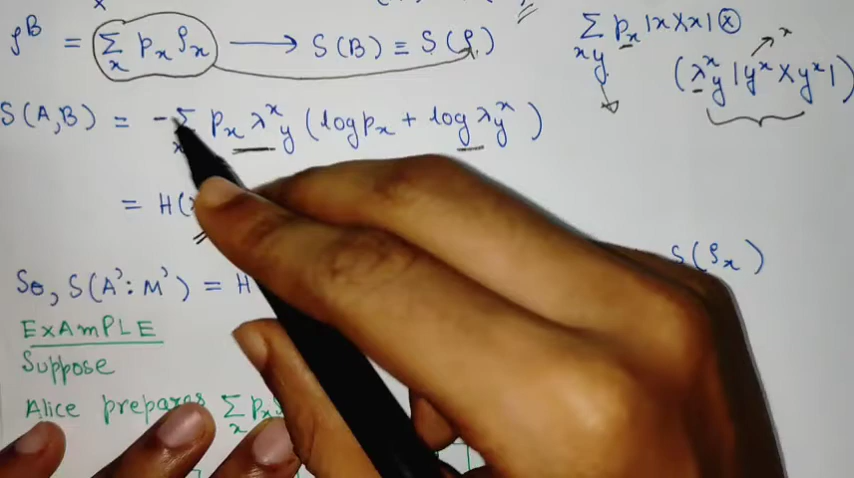 ρ^B = Σ_x p_x ρ_x ⟶ S(B) ≡ S(ρ.)
Σ_xy p_x |x X x| ⊗
(λ^x_y |y^x X y^x|)
S(A,B) = - Σ_x p_x λ^x_y (log p_x + log λ^x_y)
= H(
S(ρ_x)
So, S(A' : M') = H
EXAMPLE
Suppose
Alice prepares Σ_x p_x